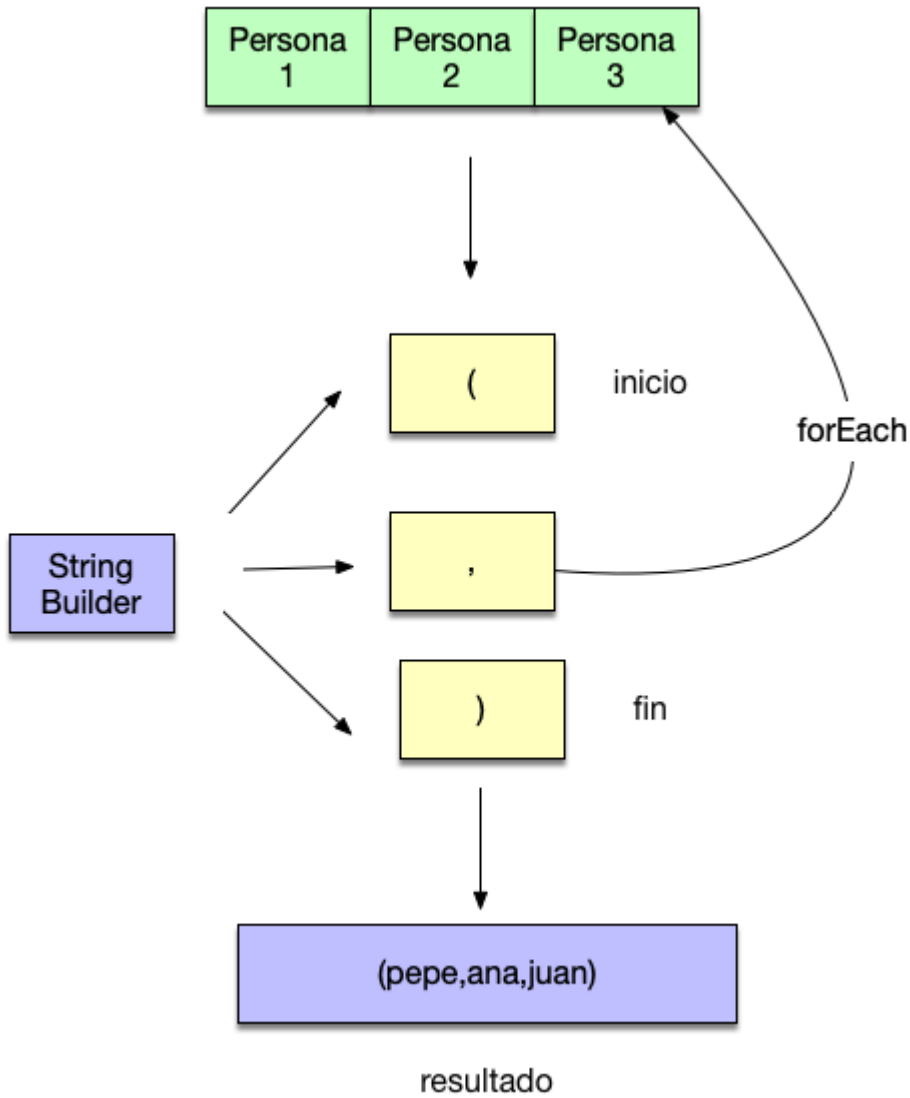 Persona
1
Persona
2
Persona
3
(
inicio
forEach
,
String
Builder
)
fin
(pepe,ana,juan)
resultado